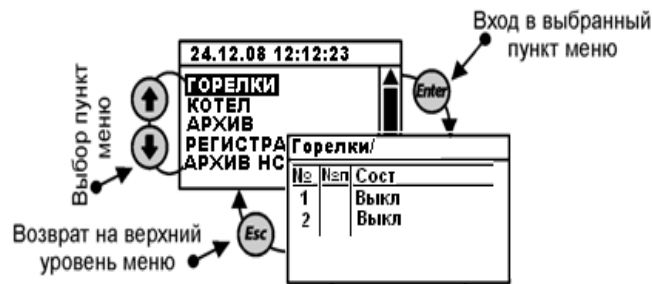 Вход в выбранный
пункт меню
24.12.08 12:12:23
ГОРЕЛКИ
КОТЕЛ
АРХИВ
РЕГИСТРА
АРХИВ НС
Enter
Выбор пункт
меню
Горелки/
№ №п Сост
1 Выкл
2 Выкл
Esc
Возврат на верхний
уровень меню